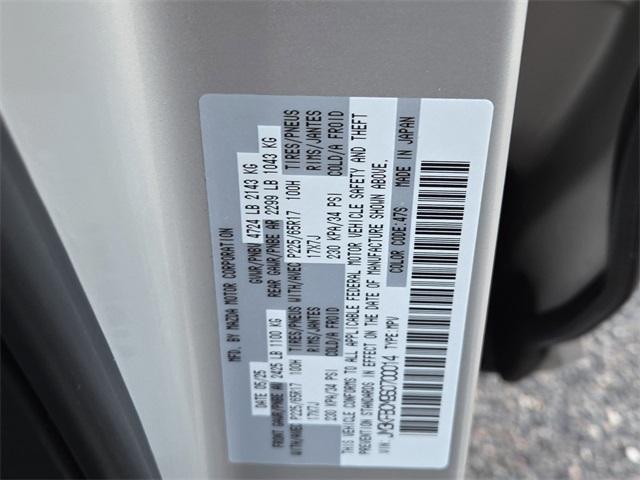 MFD. BY MAZDA MOTOR CORPORATION
DATE 05/25 GVWR/PNBV 4724 LB 2143 KG
FRONT GAWR/PNBE AV 2425 LB 1100 KG REAR GAWR/PNBE AR 2299 LB 1043 KG
WITH/AVEC P225/65R17 100H TIRES/PNEUS WITH/AVEC P225/65R17 100H TIRES/PNEUS
17X7J RIMS/JANTES 17X7J RIMS/JANTES
230 KPA/34 PSI COLD/A FROID 230 KPA/34 PSI COLD/A FROID
THIS VEHICLE CONFORMS TO ALL APPLICABLE FEDERAL MOTOR VEHICLE SAFETY AND THEFT
PREVENTION STANDARDS IN EFFECT ON THE DATE OF MANUFACTURE SHOWN ABOVE.
COLOR CODE:47S MADE IN JAPAN
VIN: TYPE:MPV